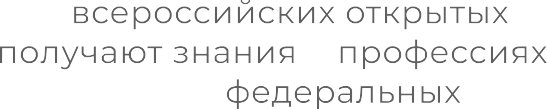 всероссийских открытых
получают знания профессиях
федеральных